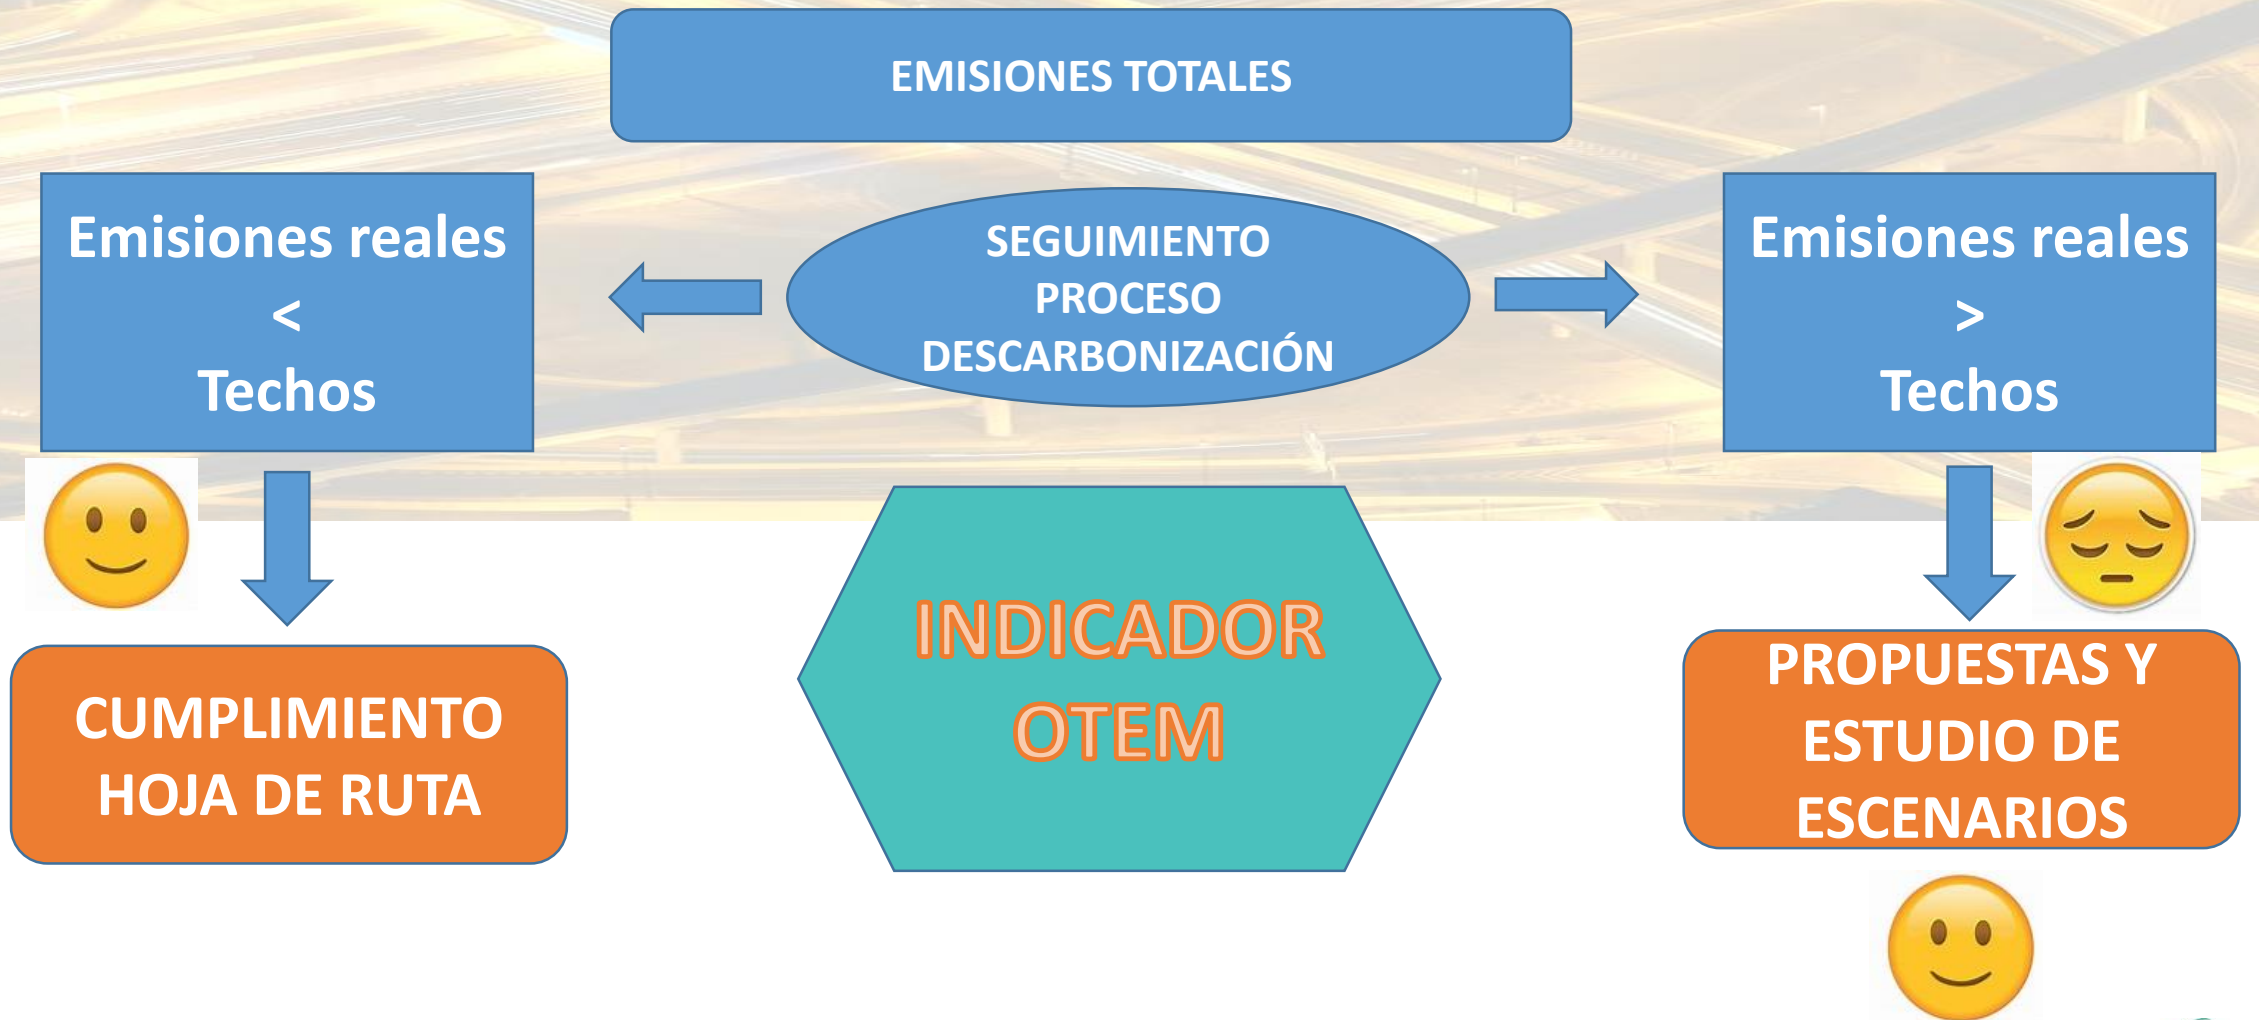 EMISIONES TOTALES
Emisiones reales
<
Techos
SEGUIMIENTO
PROCESO
DESCARBONIZACIÓN
Emisiones reales
>
Techos
CUMPLIMIENTO
HOJA DE RUTA
INDICADOR
OTEM
PROPUESTAS Y
ESTUDIO DE
ESCENARIOS